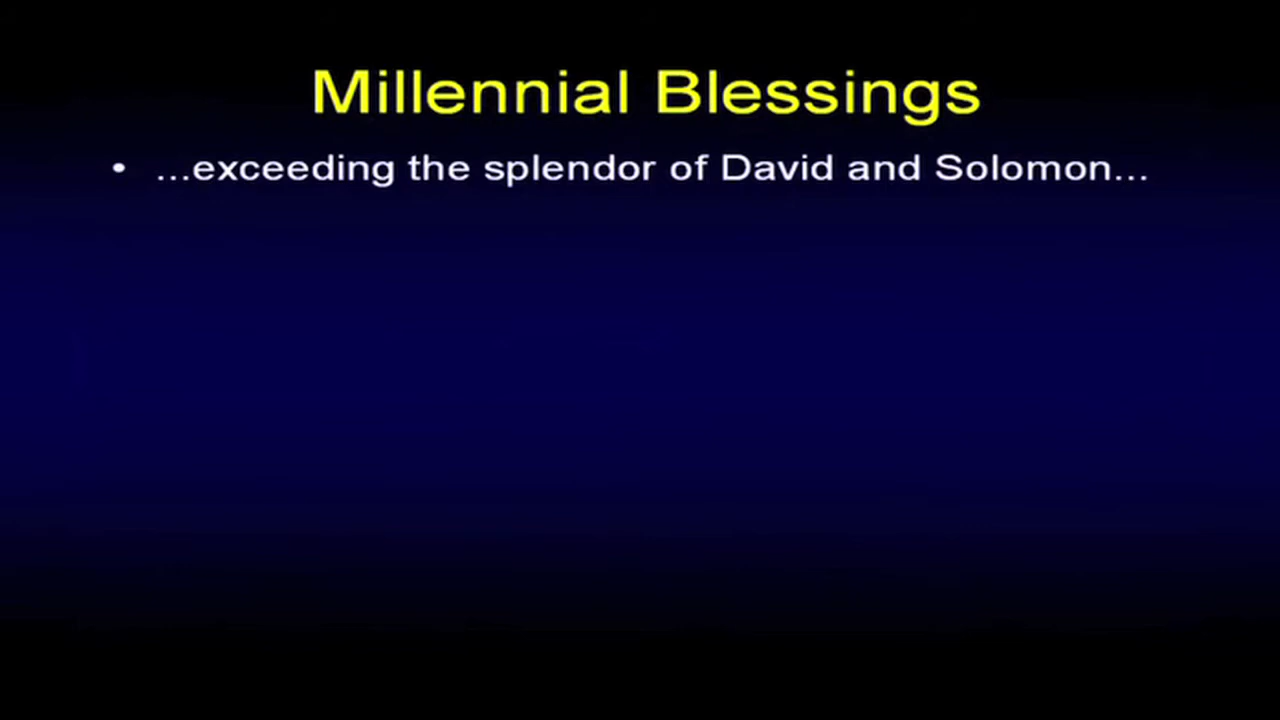 Millennial Blessings
• ...exceeding the splendor of David and Solomon...